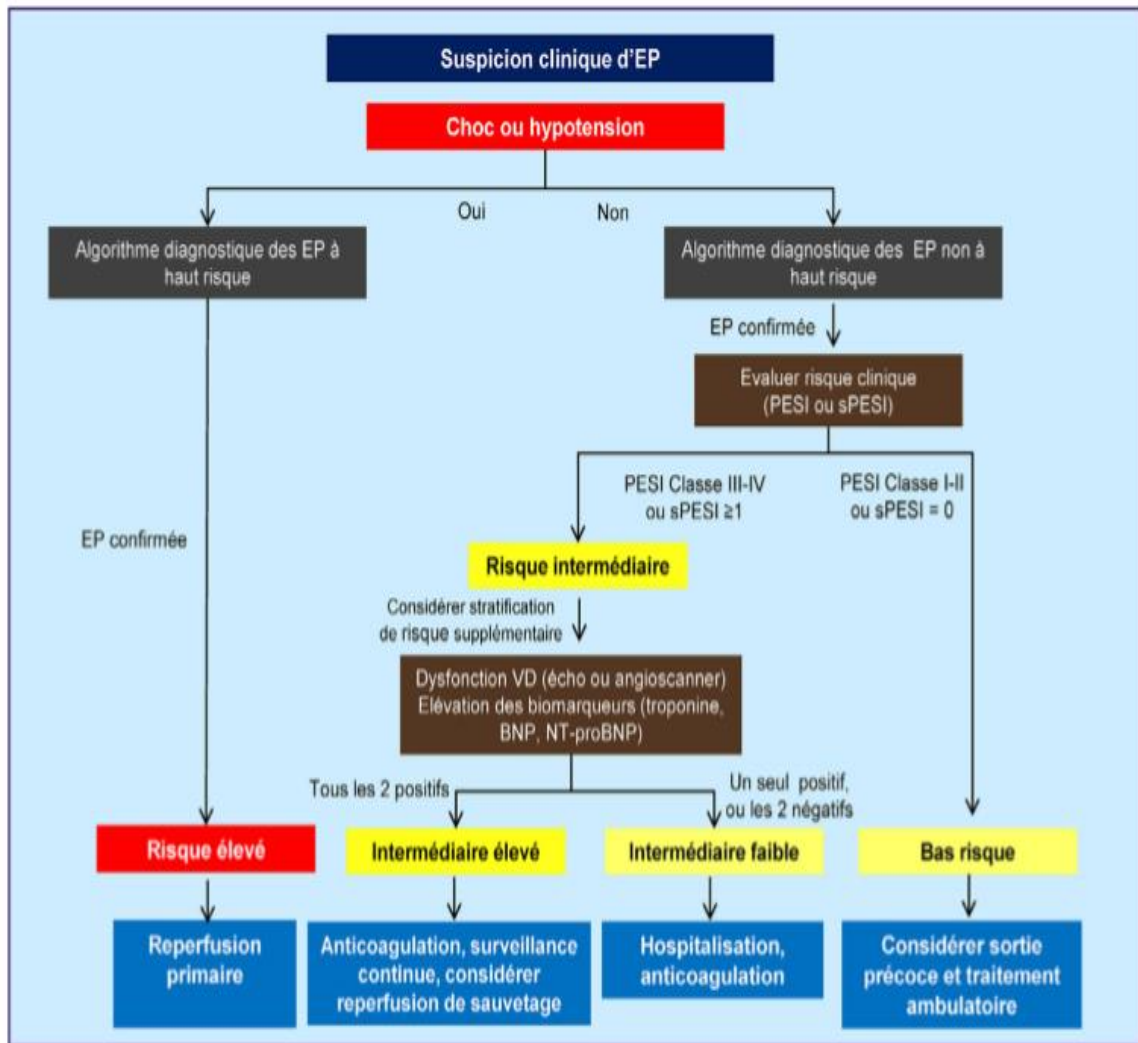 Suspicion clinique d'EP
Choc ou hypotension
Oui
Non
Algorithme diagnostique des EP à
haut risque
Algorithme diagnostique des EP non à
haut risque
EP confirmée
Evaluer risque clinique
(PESI ou sPESI)
PESI Classe III-IV
ou sPESI ≥1
PESI Classe I-II
ou sPESI = 0
EP confirmée
Risque intermédiaire
Considérer stratification
de risque supplémentaire
Dysfonction VD (écho ou angioscanner)
Elévation des biomarqueurs (troponine,
BNP, NT-proBNP)
Tous les 2 positifs
Un seul positif,
ou les 2 négatifs
Risque élevé
Intermédiaire élevé
Intermédiaire faible
Bas risque
Reperfusion
primaire
Anticoagulation, surveillance
continue, considérer
reperfusion de sauvetage
Hospitalisation,
anticoagulation
Considérer sortie
précoce et traitement
ambulatoire